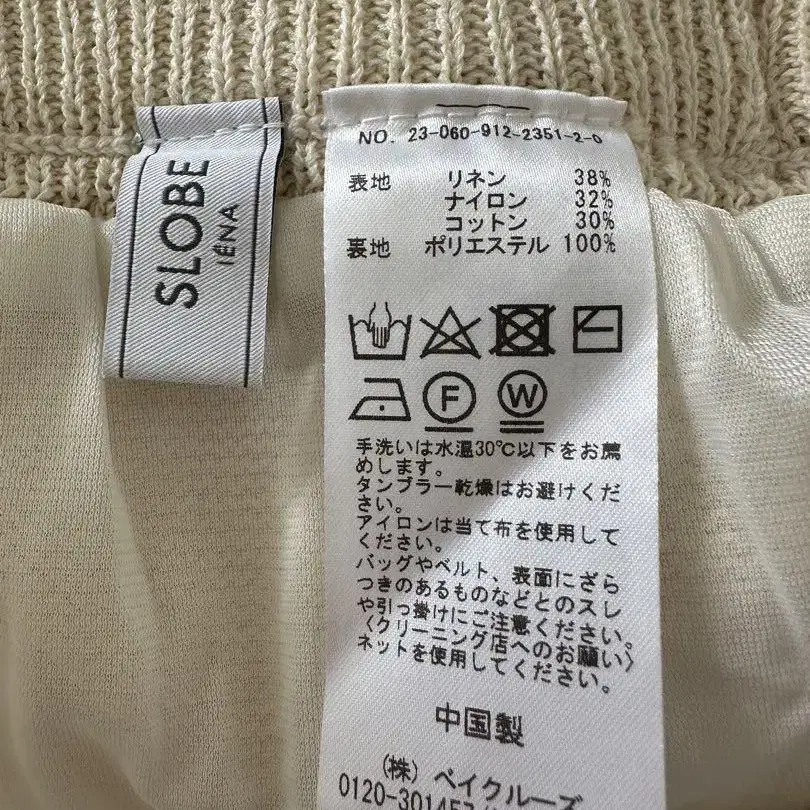 SLOBE
IÉNA
NO. 23-060-912-2351-2-0
表地 リネン 38%
ナイロン 32%
コットン 30%
裏地 ポリエステル 100%
F W
手洗いは水温30℃以下をお薦
めします。
タンブラー乾燥はお避けくだ
さい。
アイロンは当て布を使用して
ください。
バッグやベルト、表面にざら
つきのあるものなどとのスレ
や引っ掛けにご注意ください。
〈クリーニング店へのお願い〉
ネットを使用してください。
中国製
(株) ベイクルーズ
0120-301457